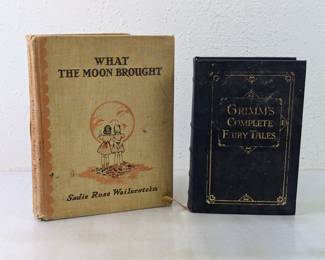 WHAT
THE MOON BROUGHT
Sadie Rose Weilerstein
GRIMM'S
COMPLETE
FAIRY TALES